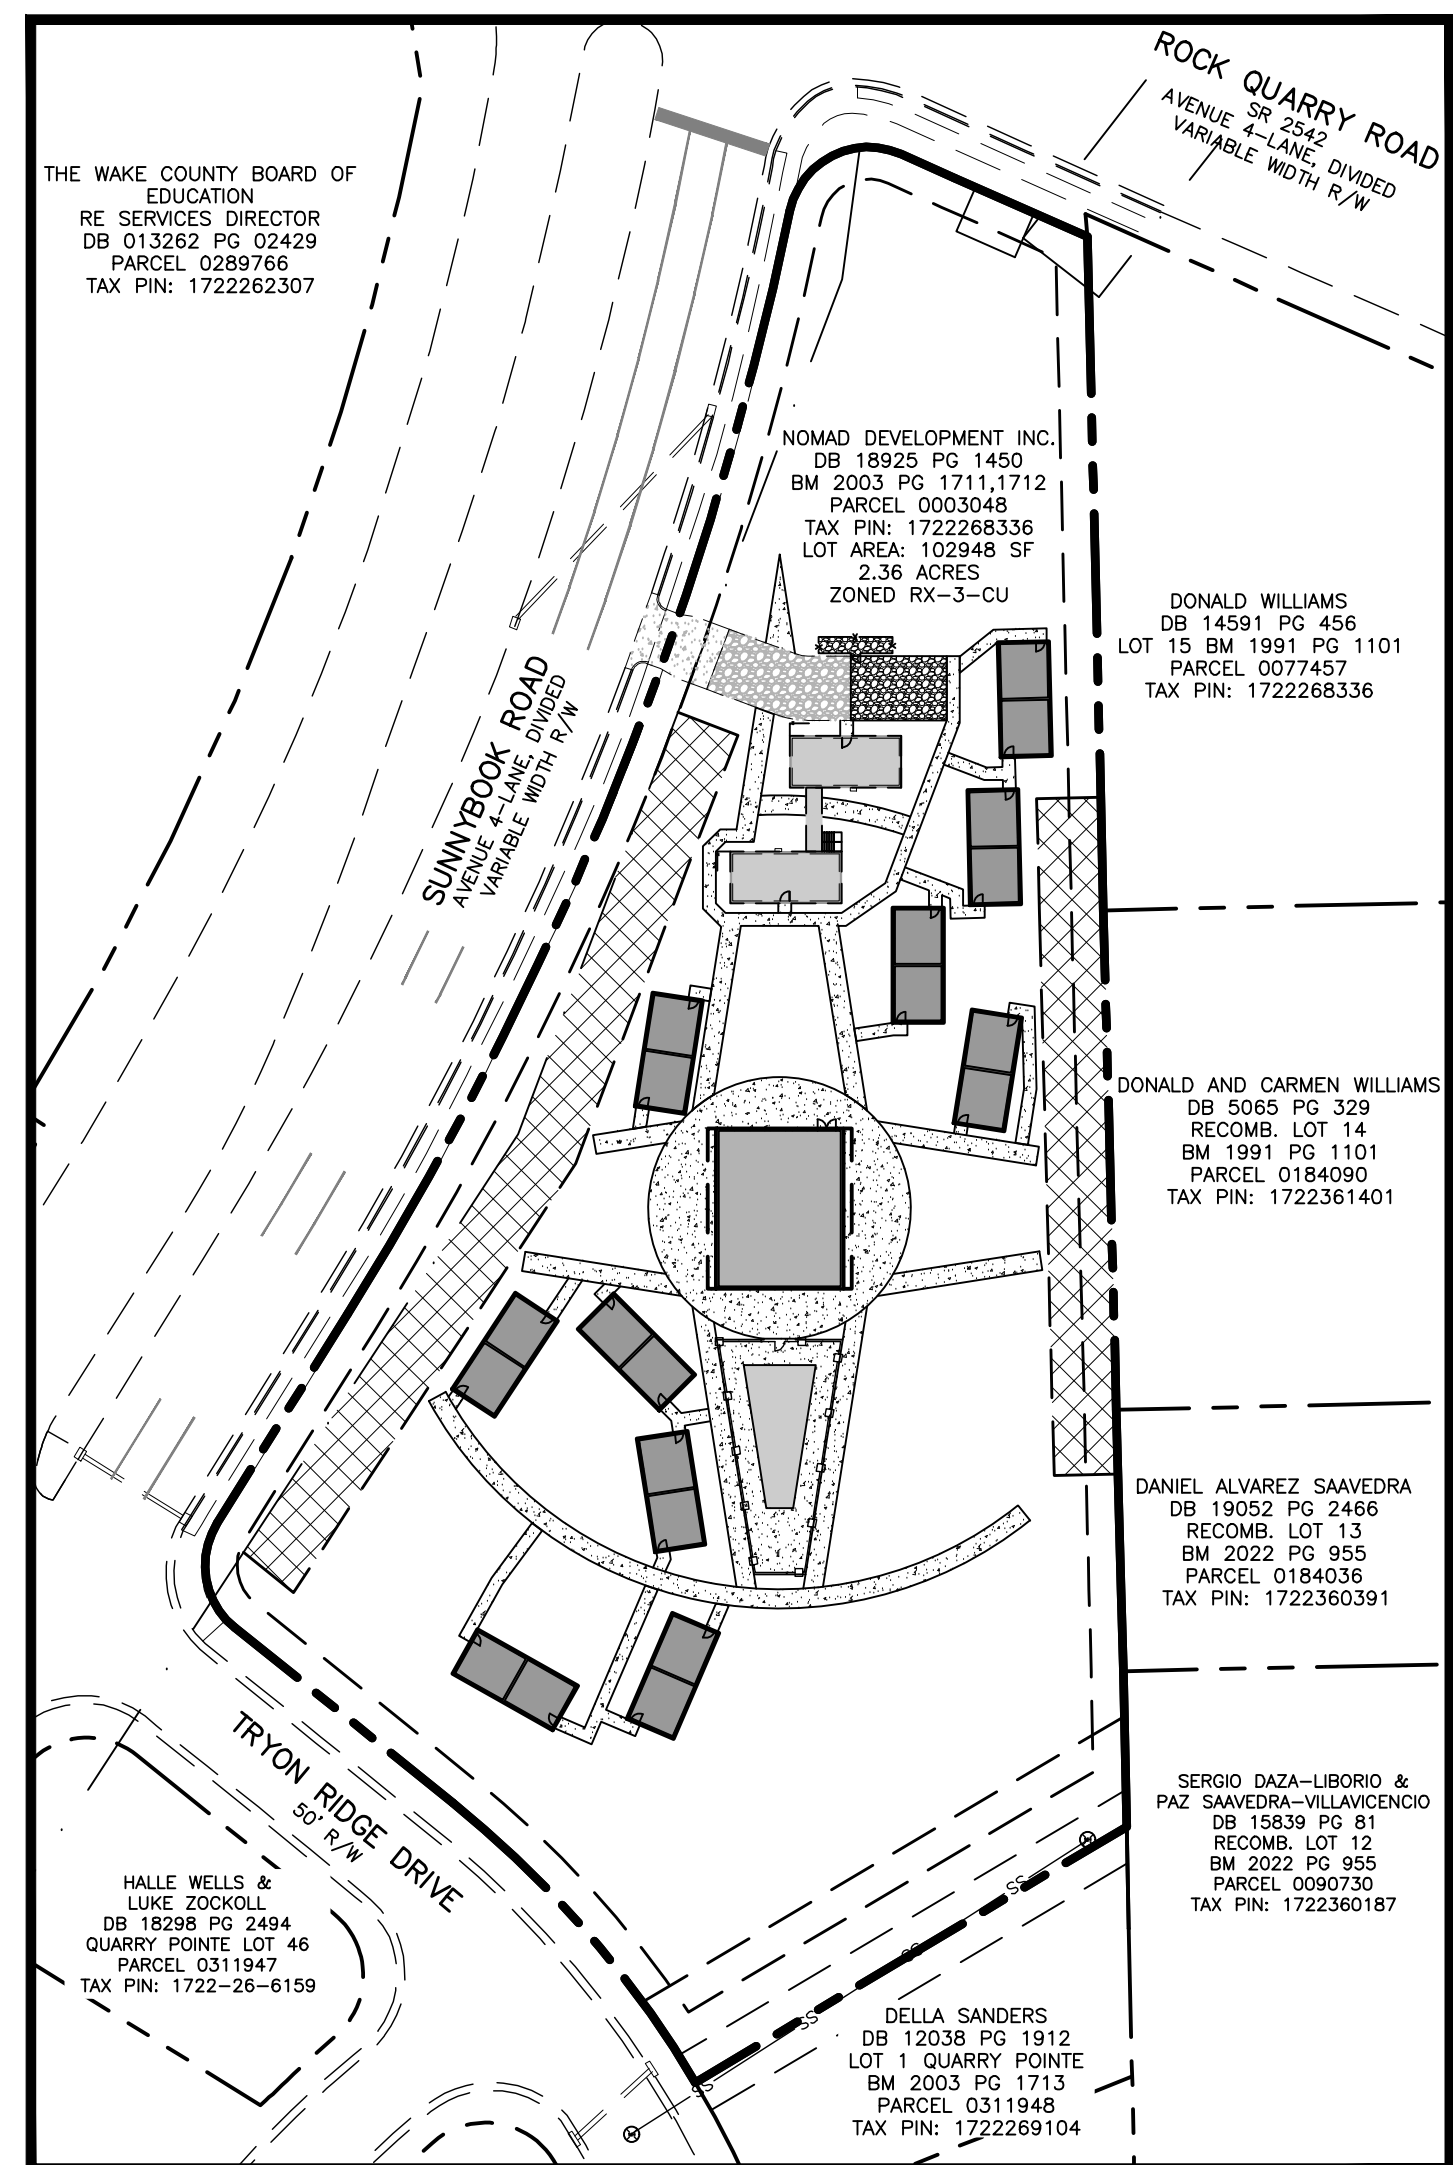 ROCK QUARRY ROAD
SR 2542
AVENUE 4-LANE, DIVIDED
VARIABLE WIDTH R/W
THE WAKE COUNTY BOARD OF
EDUCATION
RE SERVICES DIRECTOR
DB 013262 PG 02429
PARCEL 0289766
TAX PIN: 1722262307
NOMAD DEVELOPMENT INC.
DB 18925 PG 1450
BM 2003 PG 1711,1712
PARCEL 0003048
TAX PIN: 1722268336
LOT AREA: 102948 SF
2.36 ACRES
ZONED RX-3-CU
DONALD WILLIAMS
DB 14591 PG 456
LOT 15 BM 1991 PG 1101
PARCEL 0077457
TAX PIN: 1722268336
SUNNYBOOK ROAD
AVENUE 4-LANE, DIVIDED
VARIABLE WIDTH R/W
DONALD AND CARMEN WILLIAMS
DB 5065 PG 329
RECOMB. LOT 14
BM 1991 PG 1101
PARCEL 0184090
TAX PIN: 1722361401
DANIEL ALVAREZ SAAVEDRA
DB 19052 PG 2466
RECOMB. LOT 13
BM 2022 PG 955
PARCEL 0184036
TAX PIN: 1722360391
SERGIO DAZA-LIBORIO &
PAZ SAAVEDRA-VILLAVICENCIO
DB 15839 PG 81
RECOMB. LOT 12
BM 2022 PG 955
PARCEL 0090730
TAX PIN: 1722360187
TRYON RIDGE DRIVE
50' R/W
HALLE WELLS &
LUKE ZOCKOLL
DB 18298 PG 2494
QUARRY POINTE LOT 46
PARCEL 0311947
TAX PIN: 1722-26-6159
SS
SS
SS
SS
DELLA SANDERS
DB 12038 PG 1912
LOT 1 QUARRY POINTE
BM 2003 PG 1713
PARCEL 0311948
TAX PIN: 1722269104